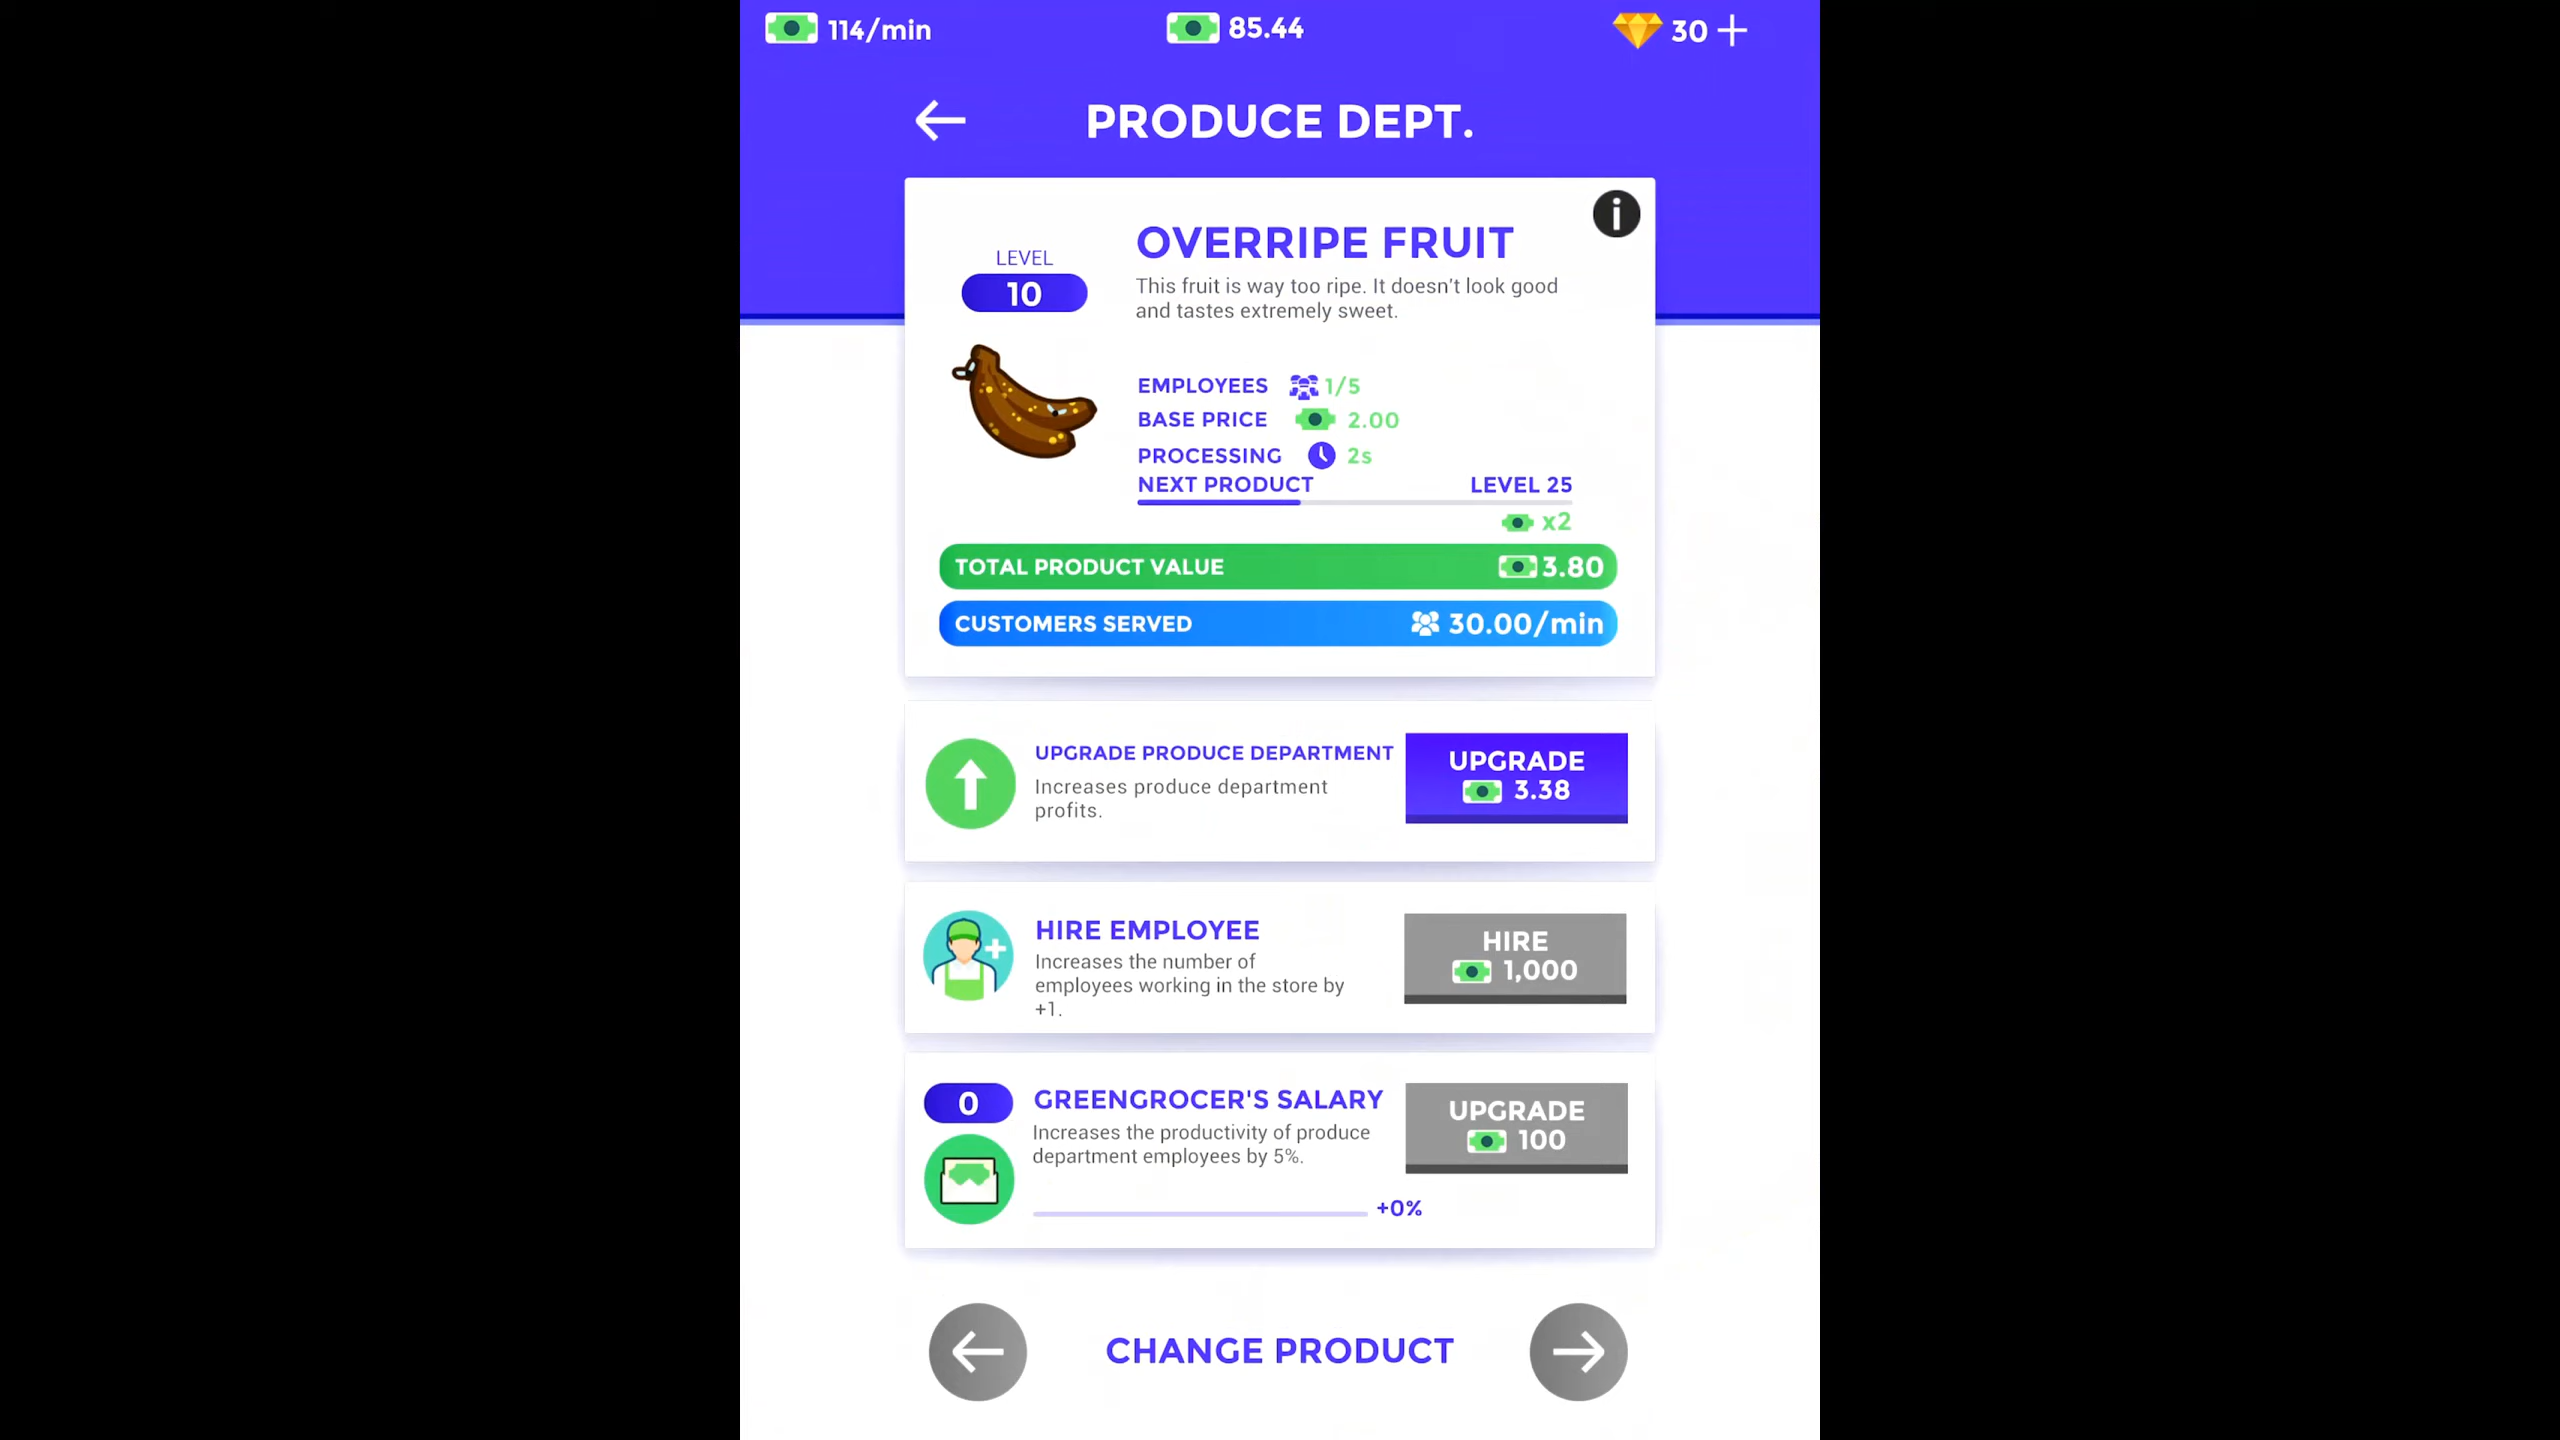 114/min
85.44
30
PRODUCE DEPT.
i
LEVEL
10
OVERRIPE FRUIT
This fruit is way too ripe. It doesn't look good
and tastes extremely sweet.
EMPLOYEES 1/5
BASE PRICE 2.00
PROCESSING 2s
NEXT PRODUCT LEVEL 25
x2
TOTAL PRODUCT VALUE 3.80
CUSTOMERS SERVED 30.00/min
UPGRADE PRODUCE DEPARTMENT
Increases produce department
profits.
UPGRADE
3.38
HIRE EMPLOYEE
Increases the number of
employees working in the store by
+1.
HIRE
1,000
0
GREENGROCER'S SALARY
Increases the productivity of produce
department employees by 5%.
+0%
UPGRADE
100
CHANGE PRODUCT